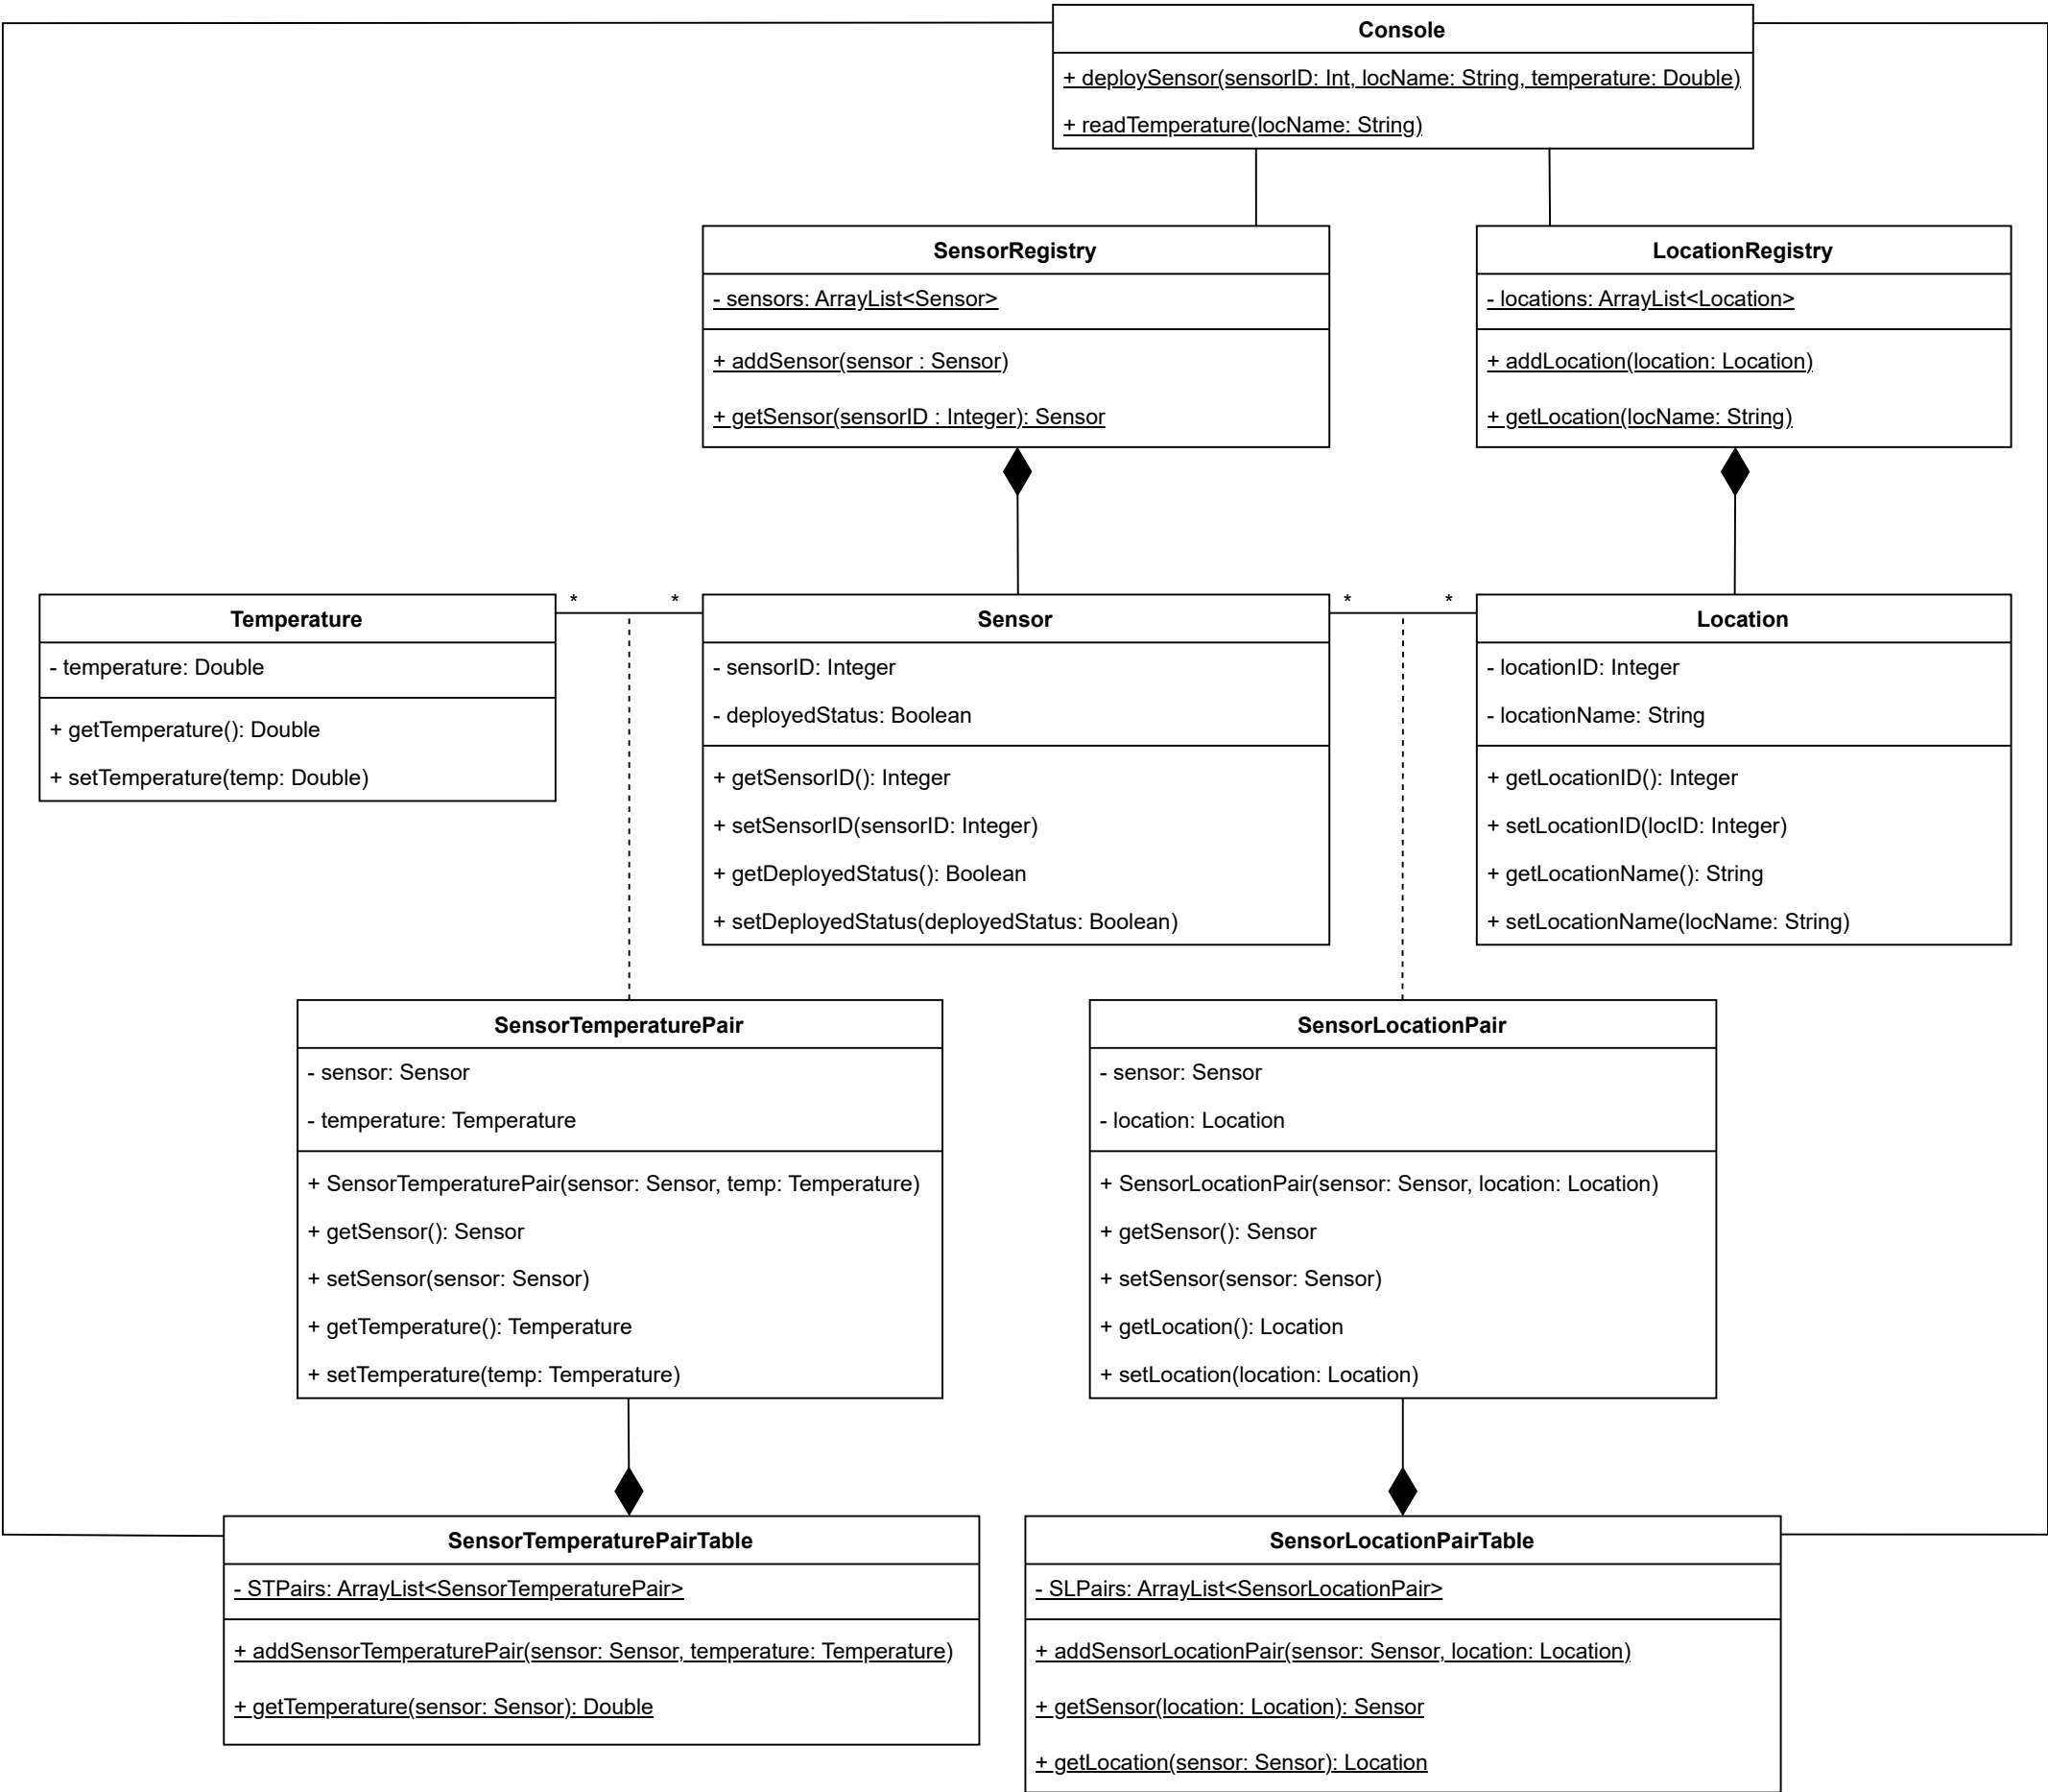 Console
+ deploySensor(sensorID: Int, locName: String, temperature: Double)
+ readTemperature(locName: String)
SensorRegistry
- sensors: ArrayList<Sensor>
+ addSensor(sensor : Sensor)
+ getSensor(sensorID : Integer): Sensor
LocationRegistry
- locations: ArrayList<Location>
+ addLocation(location: Location)
+ getLocation(locName: String)
* *
* *
Temperature
- temperature: Double
+ getTemperature(): Double
+ setTemperature(temp: Double)
Sensor
- sensorID: Integer
- deployedStatus: Boolean
+ getSensorID(): Integer
+ setSensorID(sensorID: Integer)
+ getDeployedStatus(): Boolean
+ setDeployedStatus(deployedStatus: Boolean)
Location
- locationID: Integer
- locationName: String
+ getLocationID(): Integer
+ setLocationID(locID: Integer)
+ getLocationName(): String
+ setLocationName(locName: String)
SensorTemperaturePair
- sensor: Sensor
- temperature: Temperature
+ SensorTemperaturePair(sensor: Sensor, temp: Temperature)
+ getSensor(): Sensor
+ setSensor(sensor: Sensor)
+ getTemperature(): Temperature
+ setTemperature(temp: Temperature)
SensorLocationPair
- sensor: Sensor
- location: Location
+ SensorLocationPair(sensor: Sensor, location: Location)
+ getSensor(): Sensor
+ setSensor(sensor: Sensor)
+ getLocation(): Location
+ setLocation(location: Location)
SensorTemperaturePairTable
- STPairs: ArrayList<SensorTemperaturePair>
+ addSensorTemperaturePair(sensor: Sensor, temperature: Temperature)
+ getTemperature(sensor: Sensor): Double
SensorLocationPairTable
- SLPairs: ArrayList<SensorLocationPair>
+ addSensorLocationPair(sensor: Sensor, location: Location)
+ getSensor(location: Location): Sensor
+ getLocation(sensor: Sensor): Location